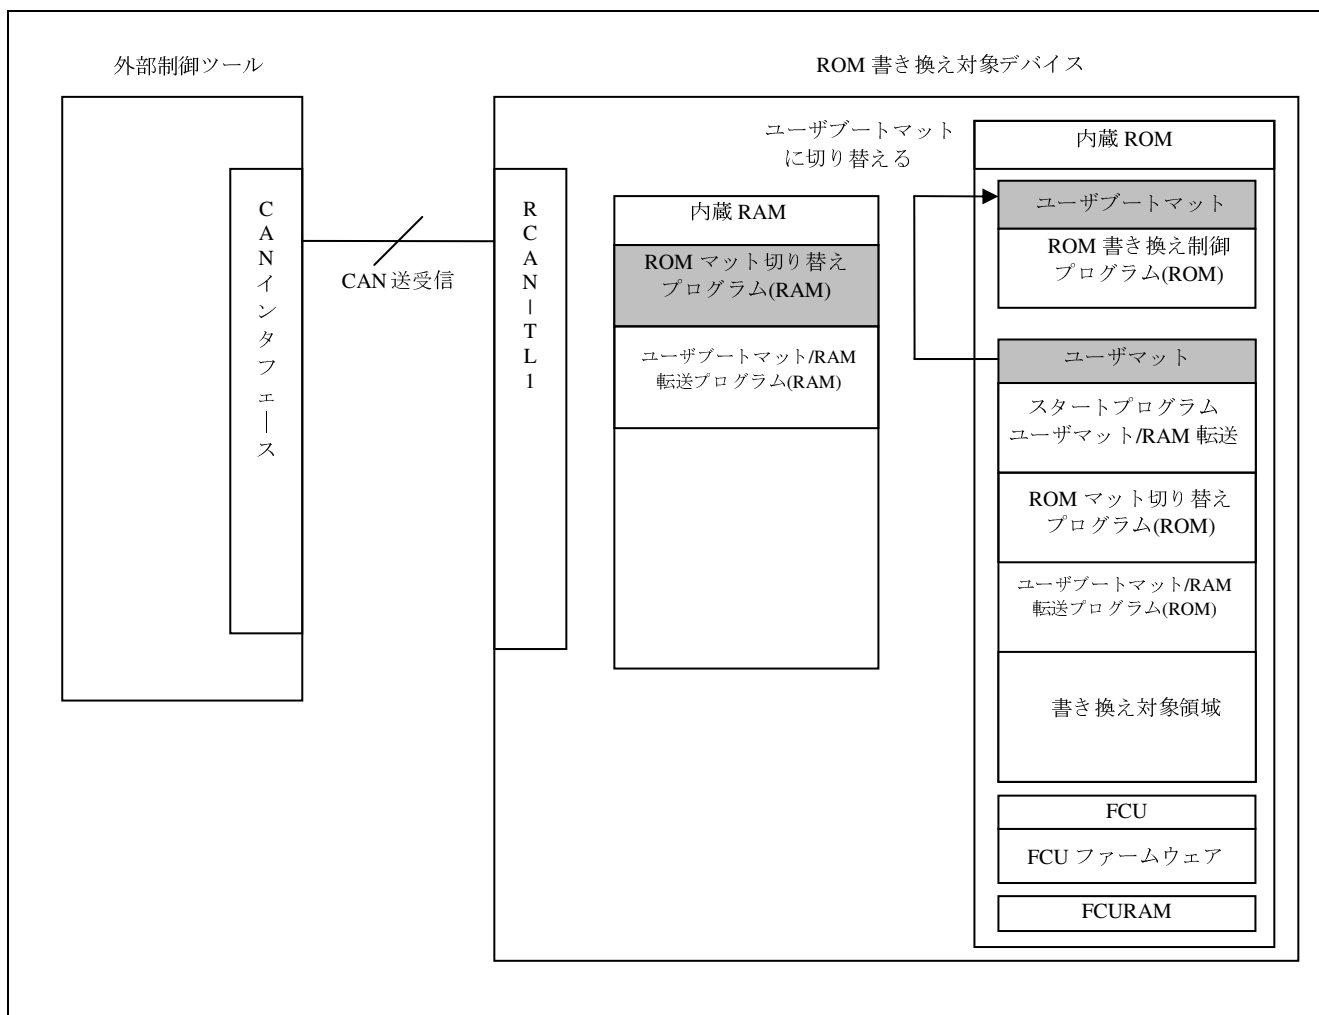 外部制御ツール
ROM 書き換え対象デバイス
CANインタフェース
CAN 送受信
RCAN-TL1
内蔵 RAM
ROM マット切り替え
プログラム(RAM)
ユーザブートマット/RAM
転送プログラム(RAM)
ユーザブートマット
に切り替える
内蔵 ROM
ユーザブートマット
ROM 書き換え制御
プログラム(ROM)
ユーザマット
スタートプログラム
ユーザマット/RAM 転送
ROM マット切り替え
プログラム(ROM)
ユーザブートマット/RAM
転送プログラム(ROM)
書き換え対象領域
FCU
FCU ファームウェア
FCURAM